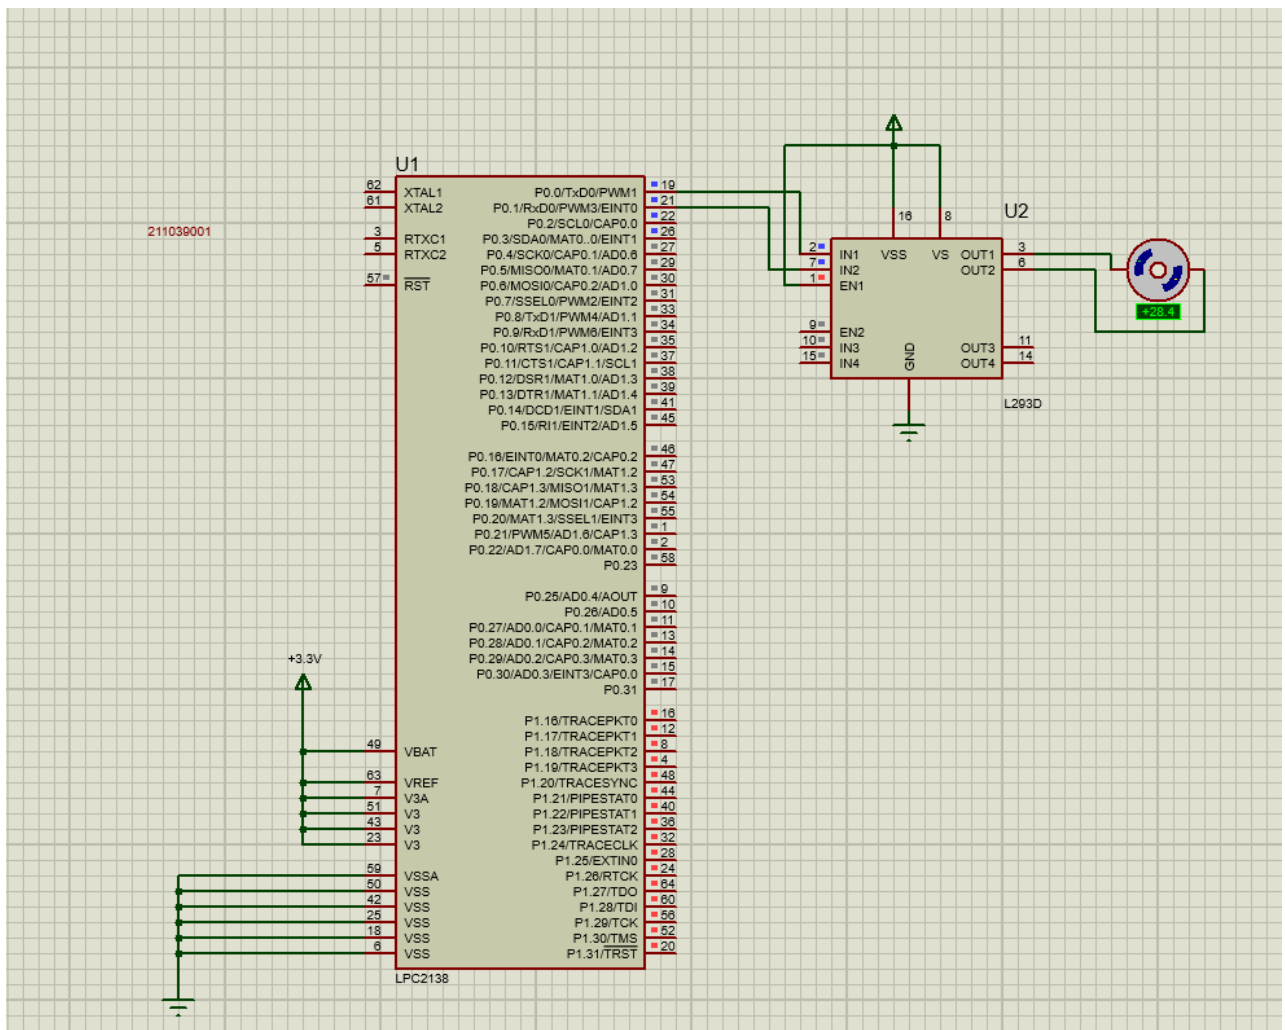 U1
62 XTAL1
61 XTAL2
3 RTXC1
5 RTXC2
57 RST
211039001
+3.3V
49 VBAT
63 VREF
7 V3A
51 V3
43 V3
23 V3
59 VSSA
50 VSS
42 VSS
25 VSS
18 VSS
6 VSS
P0.0/TxD0/PWM1 19
P0.1/RxD0/PWM3/EINT0 21
P0.2/SCL0/CAP0.0 22
P0.3/SDA0/MAT0..0/EINT1 26
P0.4/SCK0/CAP0.1/AD0.6 27
P0.5/MISO0/MAT0.1/AD0.7 29
P0.6/MOSI0/CAP0.2/AD1.0 30
P0.7/SSEL0/PWM2/EINT2 31
P0.8/TxD1/PWM4/AD1.1 33
P0.9/RxD1/PWM6/EINT3 34
P0.10/RTS1/CAP1.0/AD1.2 35
P0.11/CTS1/CAP1.1/SCL1 37
P0.12/DSR1/MAT1.0/AD1.3 38
P0.13/DTR1/MAT1.1/AD1.4 39
P0.14/DCD1/EINT1/SDA1 41
P0.15/RI1/EINT2/AD1.5 45
P0.16/EINT0/MAT0.2/CAP0.2 46
P0.17/CAP1.2/SCK1/MAT1.2 47
P0.18/CAP1.3/MISO1/MAT1.3 53
P0.19/MAT1.2/MOSI1/CAP1.2 54
P0.20/MAT1.3/SSEL1/EINT3 55
P0.21/PWM5/AD1.6/CAP1.3 1
P0.22/AD1.7/CAP0.0/MAT0.0 2
P0.23 58
P0.25/AD0.4/AOUT 9
P0.26/AD0.5 10
P0.27/AD0.0/CAP0.1/MAT0.1 11
P0.28/AD0.1/CAP0.2/MAT0.2 13
P0.29/AD0.2/CAP0.3/MAT0.3 14
P0.30/AD0.3/EINT3/CAP0.0 15
P0.31 17
P1.16/TRACEPKT0 16
P1.17/TRACEPKT1 12
P1.18/TRACEPKT2 8
P1.19/TRACEPKT3 4
P1.20/TRACESYNC 48
P1.21/PIPESTAT0 44
P1.22/PIPESTAT1 40
P1.23/PIPESTAT2 36
P1.24/TRACECLK 32
P1.25/EXTIN0 28
P1.26/RTCK 24
P1.27/TDO 64
P1.28/TDI 60
P1.29/TCK 56
P1.30/TMS 52
P1.31/TRST 20
LPC2138
U2
16 8
VSS VS
2 IN1
7 IN2
1 EN1
9 EN2
10 IN3
15 IN4
OUT1 3
OUT2 6
OUT3 11
OUT4 14
GND
L293D
+28.4